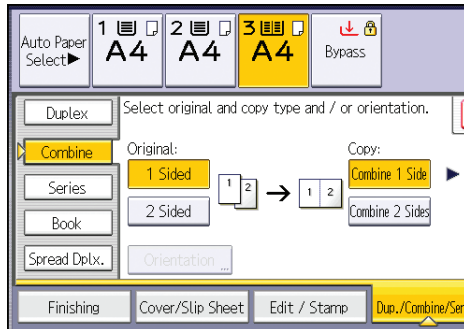 Auto Paper
Select▶
1
A4
2
A4
3
A4
Bypass
Duplex
Combine
Series
Book
Spread Dplx.
Select original and copy type and / or orientation.
Original:
1 Sided
2 Sided
1 2
1 2
Copy:
Combine 1 Side
Combine 2 Sides
Orientation
Finishing
Cover/Slip Sheet
Edit / Stamp
Dup./Combine/Ser